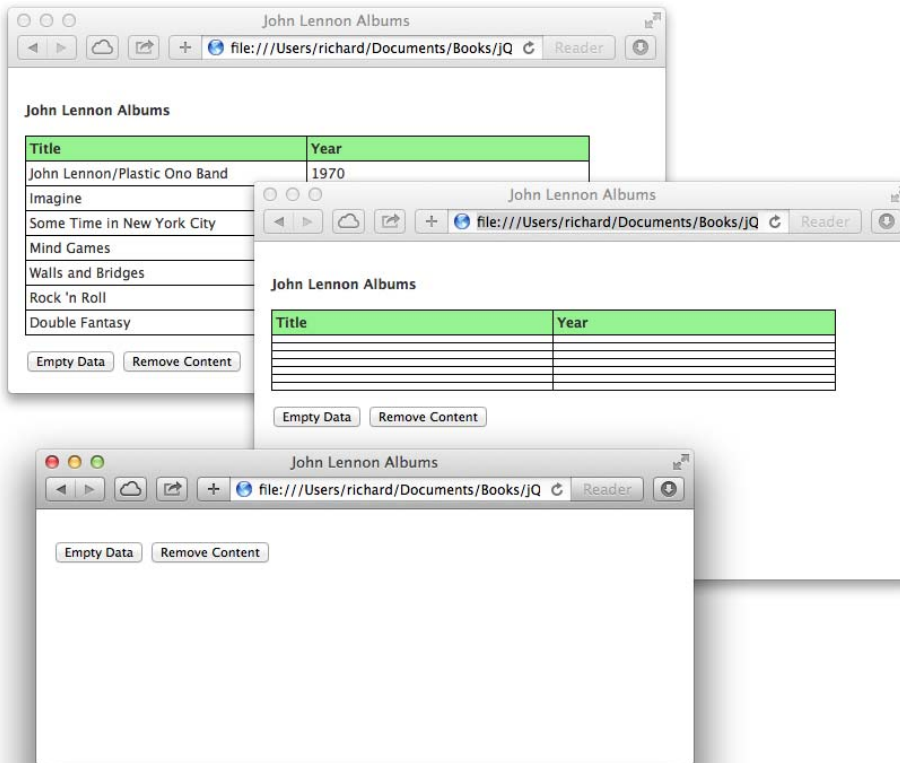 John Lennon Albums
file:///Users/richard/Documents/Books/jQ Reader
John Lennon Albums
Title Year
John Lennon/Plastic Ono Band 1970
Imagine
Some Time in New York City
Mind Games
Walls and Bridges
Rock 'n Roll
Double Fantasy
Empty Data Remove Content
John Lennon Albums
file:///Users/richard/Documents/Books/jQ Reader
John Lennon Albums
Title Year
Empty Data Remove Content
John Lennon Albums
file:///Users/richard/Documents/Books/jQ Reader
Empty Data Remove Content